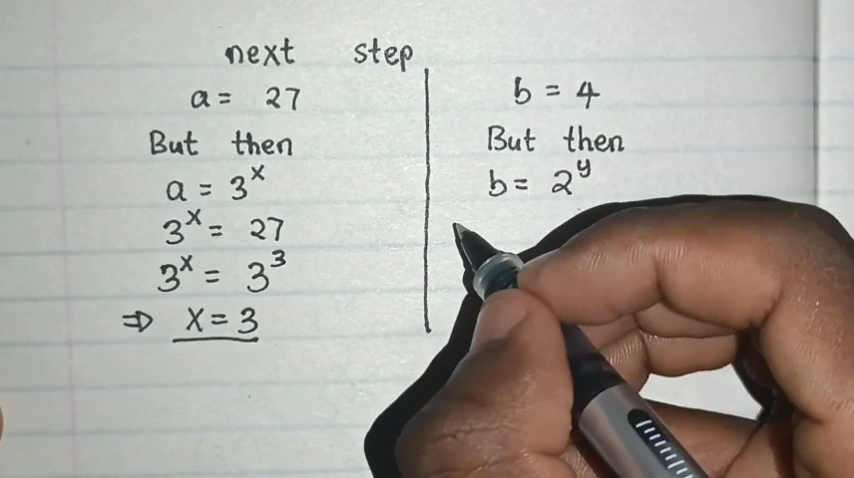 next step
a = 27
But then
a = 3^x
3^x = 27
3^x = 3^3
⇒ x = 3
b = 4
But then
b = 2^y